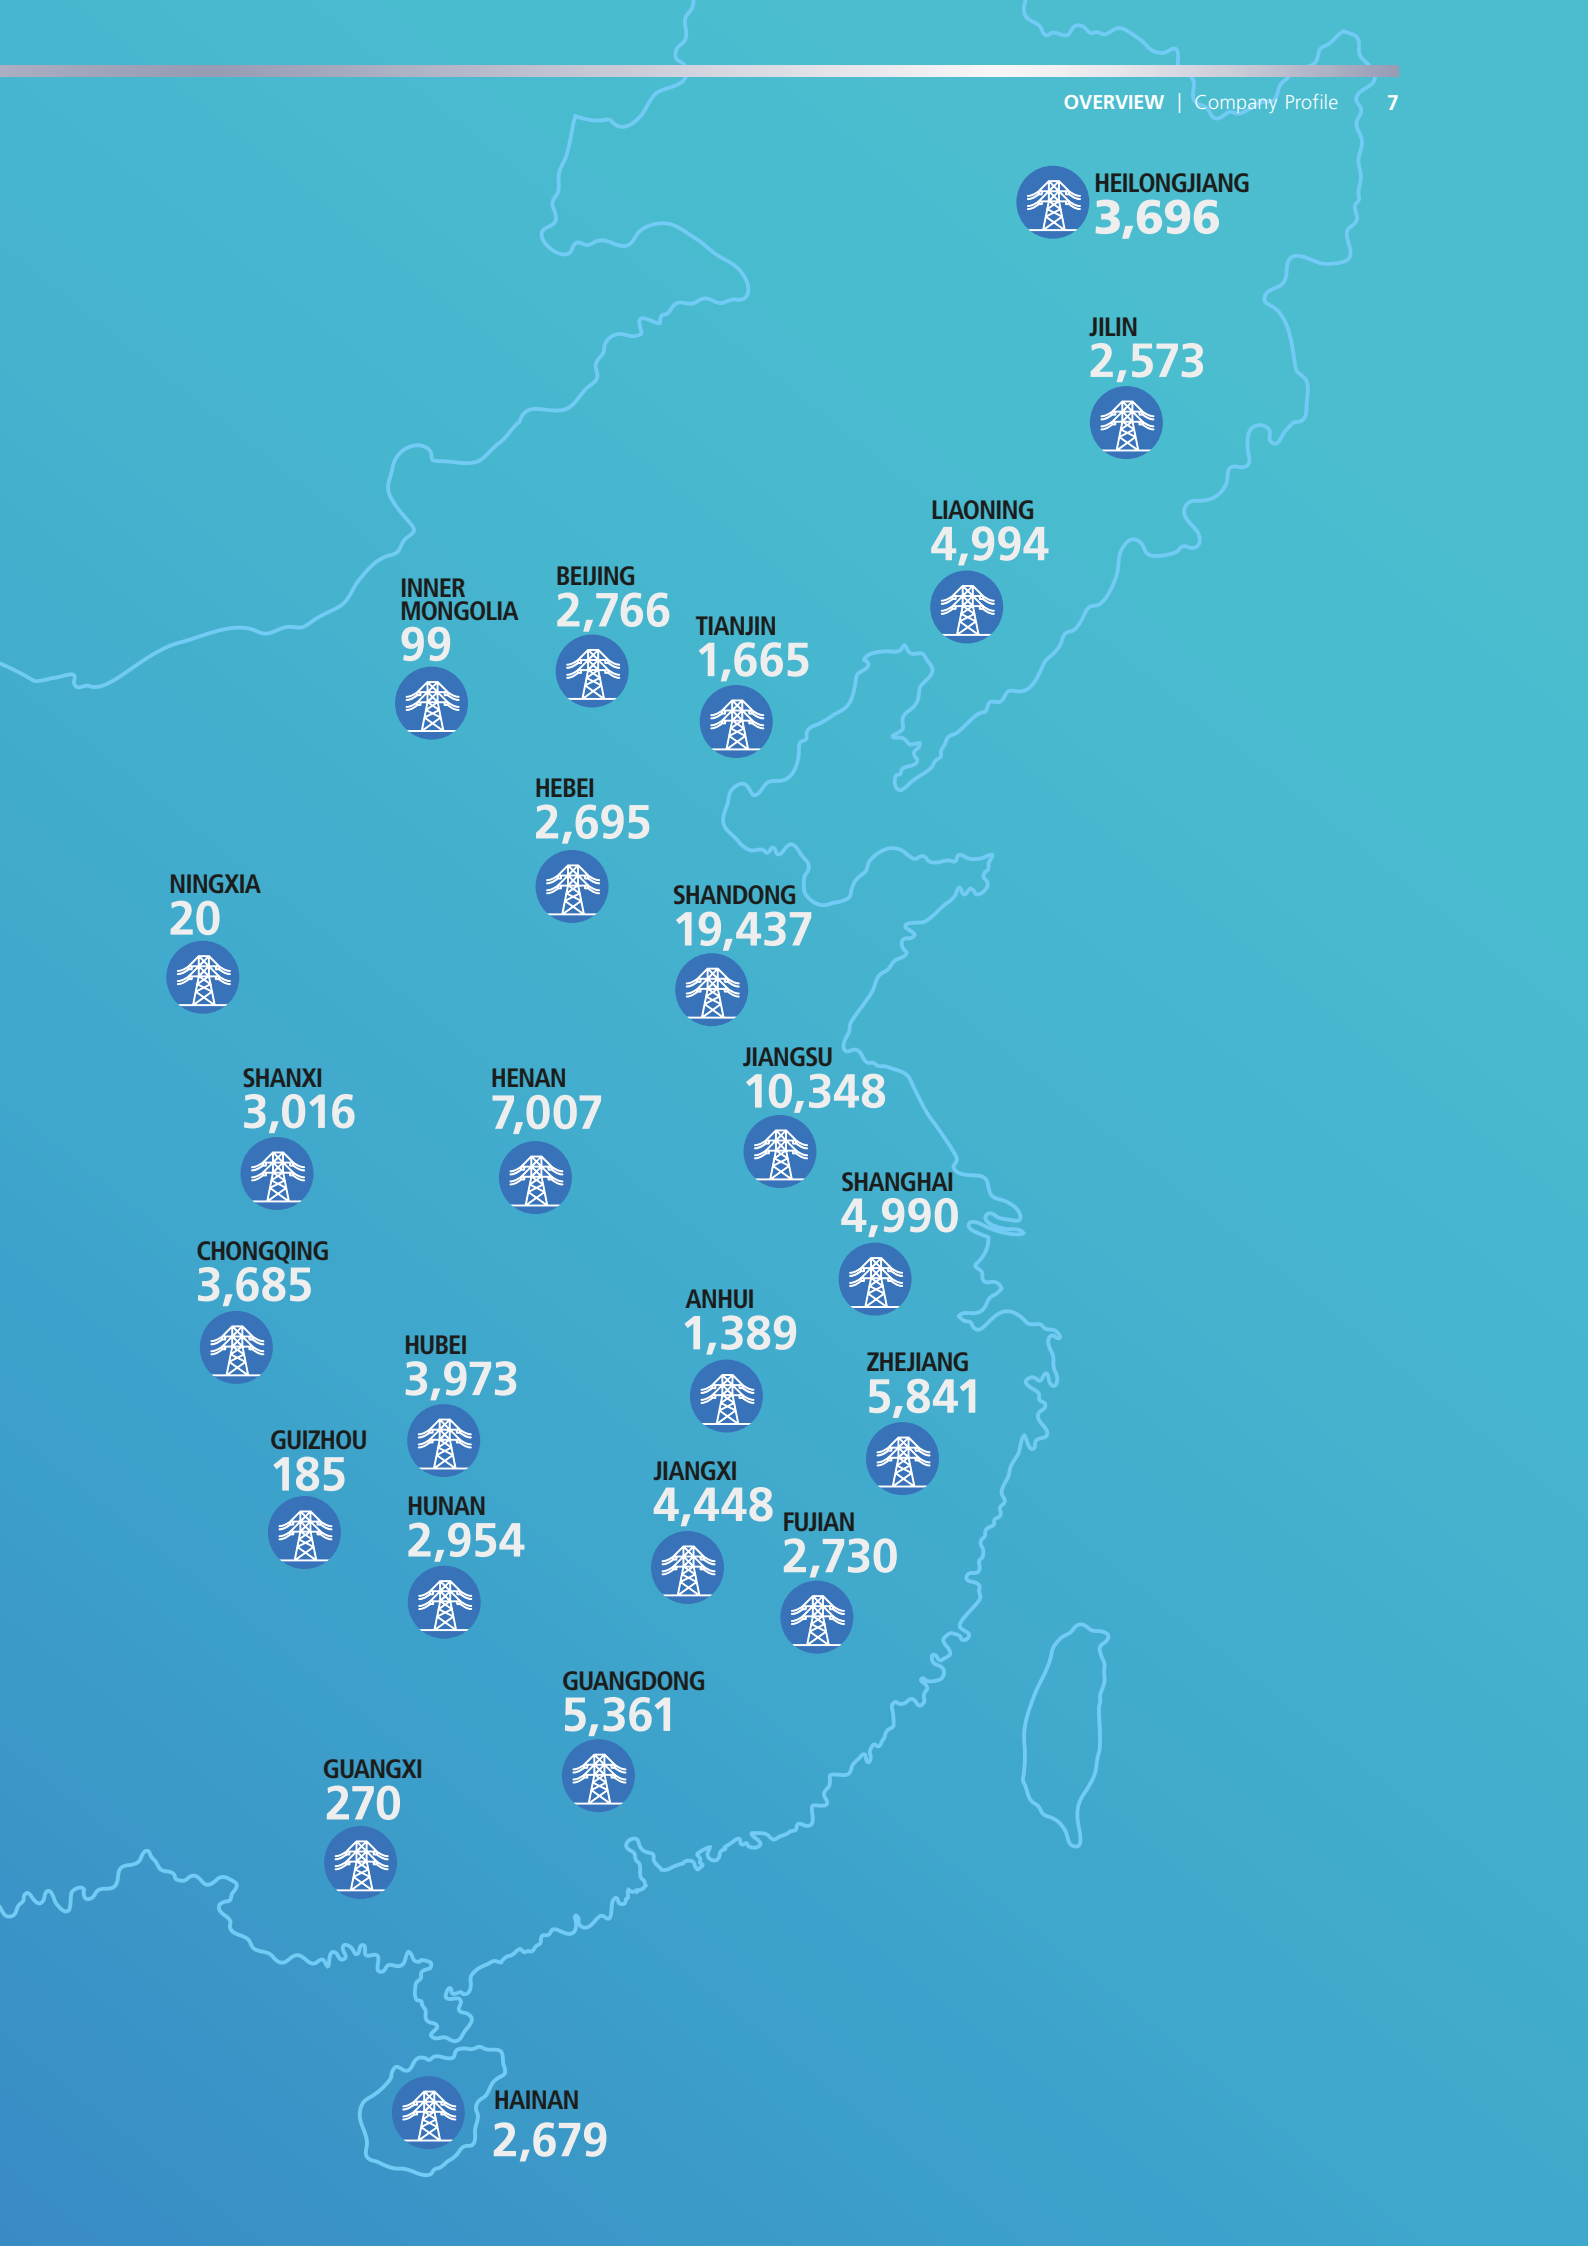 OVERVIEW | Company Profile 7
HEILONGJIANG
3,696
JILIN
2,573
LIAONING
4,994
INNER
MONGOLIA
99
BEIJING
2,766
TIANJIN
1,665
HEBEI
2,695
NINGXIA
20
SHANDONG
19,437
SHANXI
3,016
HENAN
7,007
JIANGSU
10,348
SHANGHAI
4,990
CHONGQING
3,685
ANHUI
1,389
HUBEI
3,973
ZHEJIANG
5,841
GUIZHOU
185
JIANGXI
4,448
HUNAN
2,954
FUJIAN
2,730
GUANGDONG
5,361
GUANGXI
270
HAINAN
2,679